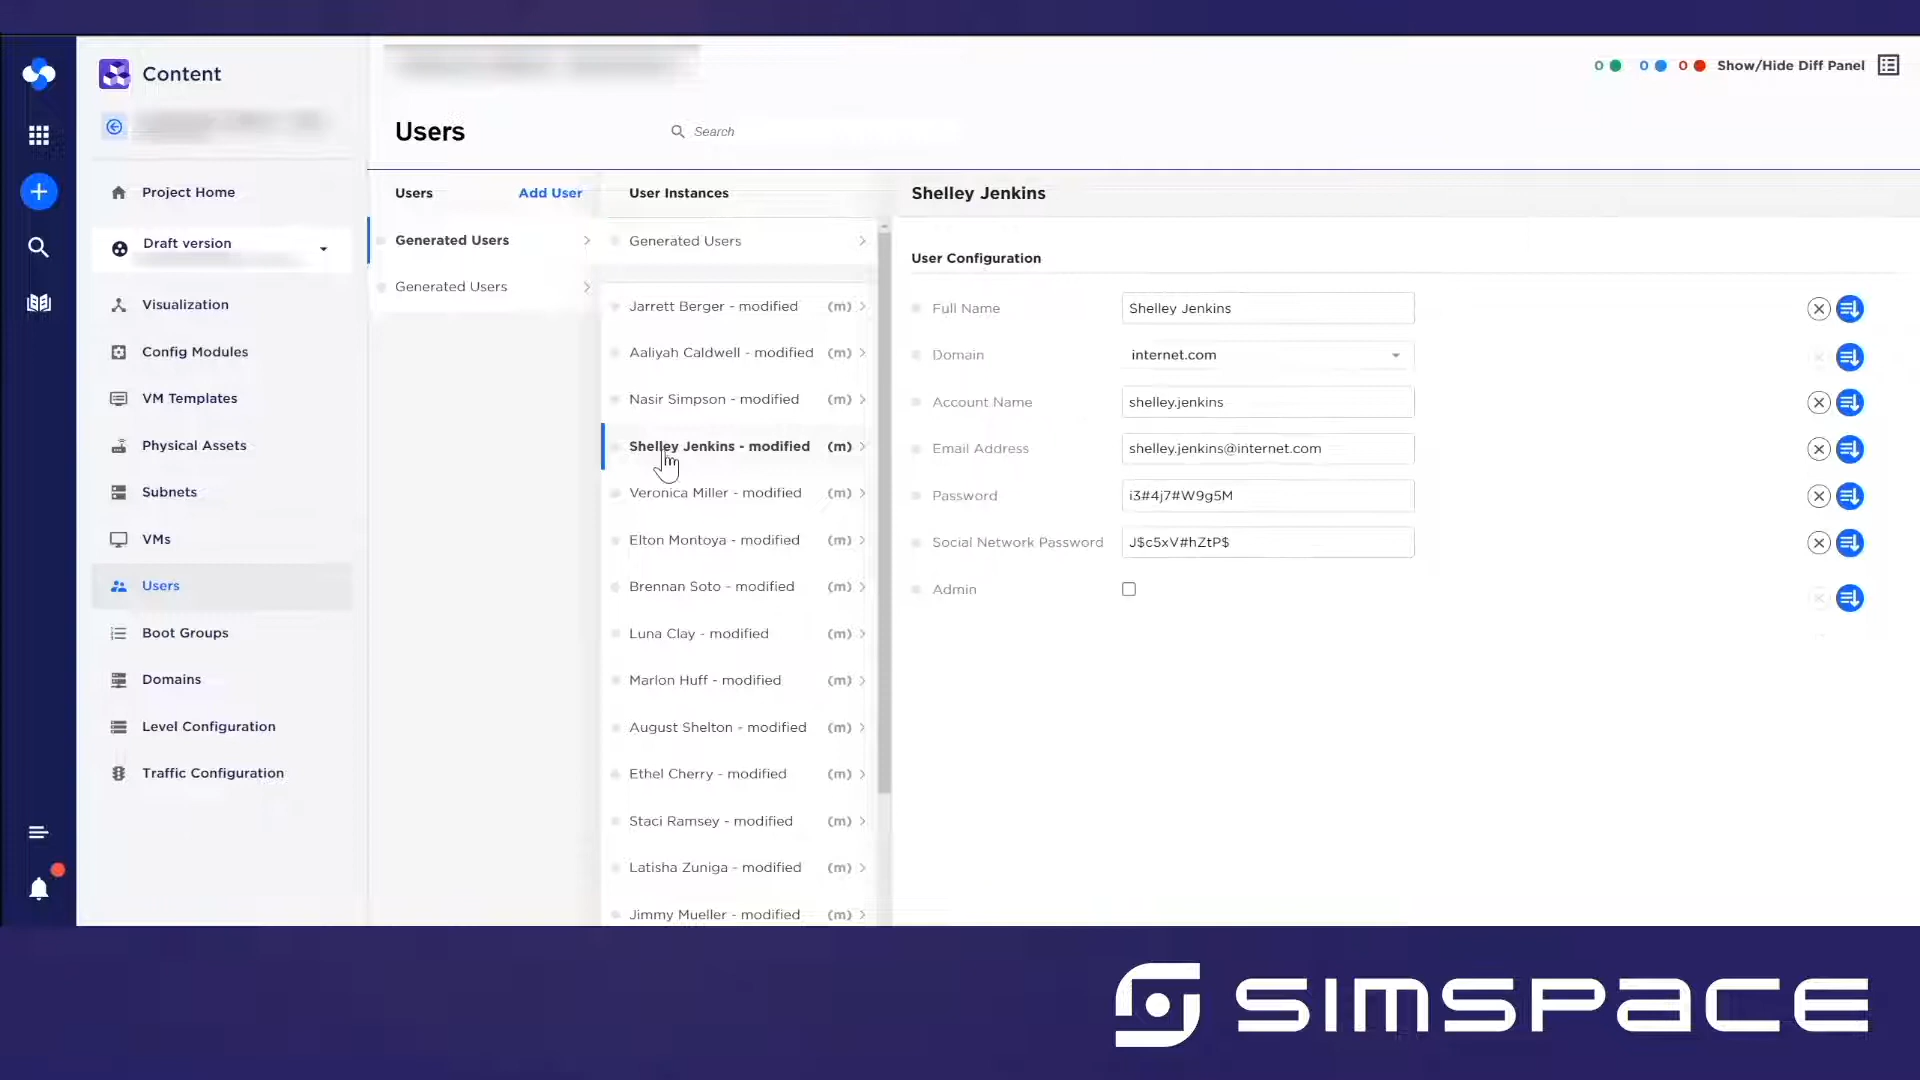 Content
Project Home
Draft version
Visualization
Config Modules
VM Templates
Physical Assets
Subnets
VMs
Users
Boot Groups
Domains
Level Configuration
Traffic Configuration
0 0 0 Show/Hide Diff Panel
Users
Search
Users Add User
Generated Users
Generated Users
User Instances
Generated Users
Jarrett Berger - modified (m)
Aaliyah Caldwell - modified (m)
Nasir Simpson - modified (m)
Shelley Jenkins - modified (m)
Veronica Miller - modified (m)
Elton Montoya - modified (m)
Brennan Soto - modified (m)
Luna Clay - modified (m)
Marlon Huff - modified (m)
August Shelton - modified (m)
Ethel Cherry - modified (m)
Staci Ramsey - modified (m)
Latisha Zuniga - modified (m)
Jimmy Mueller - modified (m)
Shelley Jenkins
User Configuration
Full Name Shelley Jenkins
Domain internet.com
Account Name shelley.jenkins
Email Address shelley.jenkins@internet.com
Password i3#4j7#W9g5M
Social Network Password J$c5xV#hZtP$
Admin
SIMSPACE